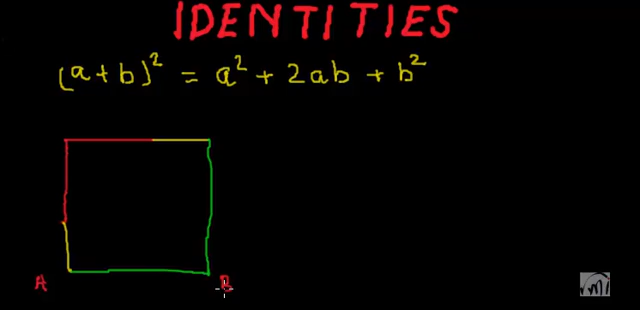 IDENTITIES
(a+b)² = a² + 2ab + b²
A B